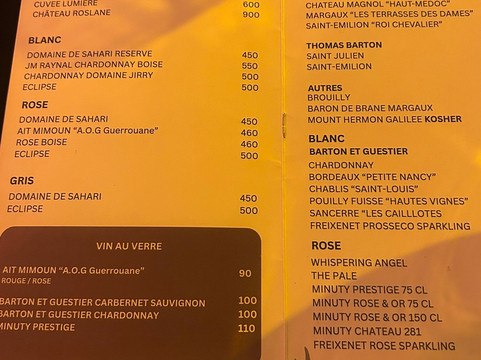 CUVEE LUMIERE 600
CHÂTEAU ROSLANE 900
BLANC
DOMAINE DE SAHARI RESERVE 450
JM RAYNAL CHARDONNAY BOISE 550
CHARDONNAY DOMAINE JIRRY 500
ECLIPSE 500
ROSE
DOMAINE DE SAHARI 450
AIT MIMOUN "A.O.G Guerrouane" 460
ROSE BOISE 460
ECLIPSE 500
GRIS
DOMAINE DE SAHARI 450
ECLIPSE 500
VIN AU VERRE
AIT MIMOUN "A.O.G Guerrouane" 90
ROUGE / ROSE
BARTON ET GUESTIER CARBERNET SAUVIGNON 100
BARTON ET GUESTIER CHARDONNAY 100
MINUTY PRESTIGE 110
CHATEAU MAGNOL "HAUT-MEDOC"
MARGAUX "LES TERRASSES DES DAMES"
SAINT-EMILION "ROI CHEVALIER"
THOMAS BARTON
SAINT JULIEN
SAINT-EMILION
AUTRES
BROUILLY
BARON DE BRANE MARGAUX
MOUNT HERMON GALILEE KOSHER
BLANC
BARTON ET GUESTIER
CHARDONNAY
BORDEAUX "PETITE NANCY"
CHABLIS "SAINT-LOUIS"
POUILLY FUISSE "HAUTES VIGNES"
SANCERRE "LES CAILLLOTES
FREIXENET PROSSECO SPARKLING
ROSE
WHISPERING ANGEL
THE PALE
MINUTY PRESTIGE 75 CL
MINUTY ROSE & OR 75 CL
MINUTY ROSE & OR 150 CL
MINUTY CHATEAU 281
FREIXENET ROSE SPARKLING